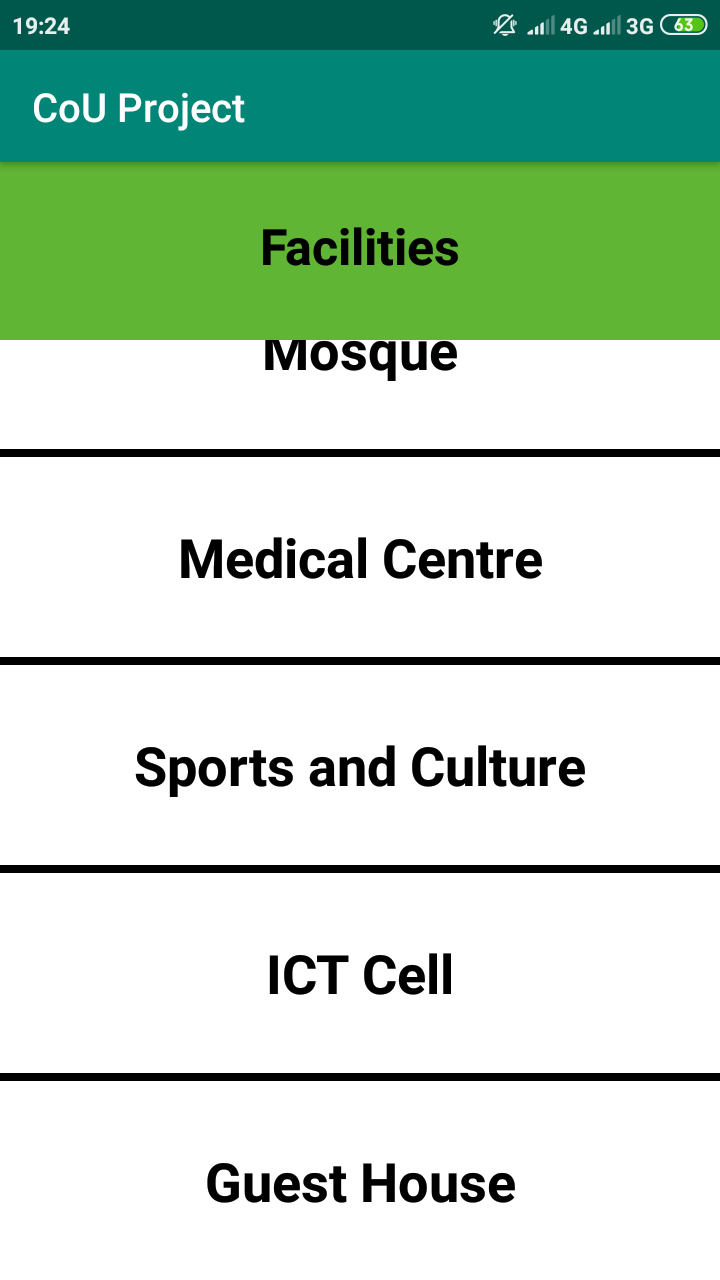 19:24 4G 3G 63
CoU Project
Facilities
Mosque
Medical Centre
Sports and Culture
ICT Cell
Guest House